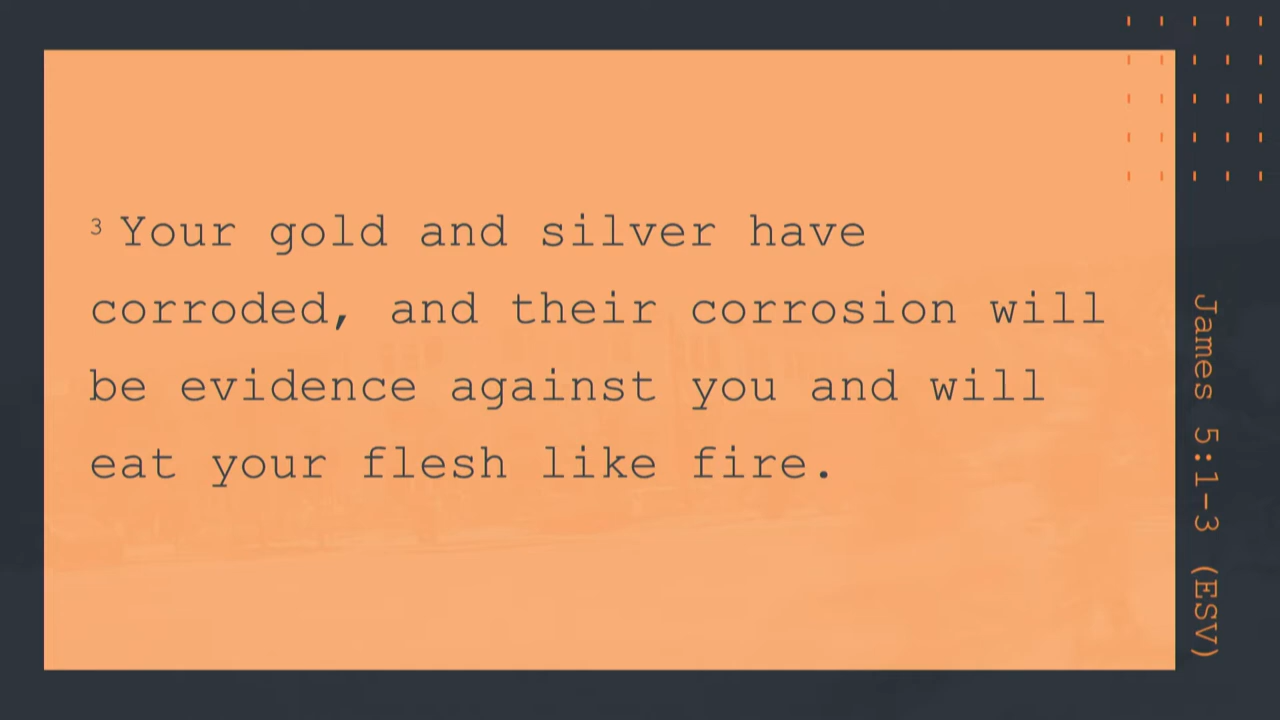 3 Your gold and silver have
corroded, and their corrosion will
be evidence against you and will
eat your flesh like fire.
James 5:1-3 (ESV)